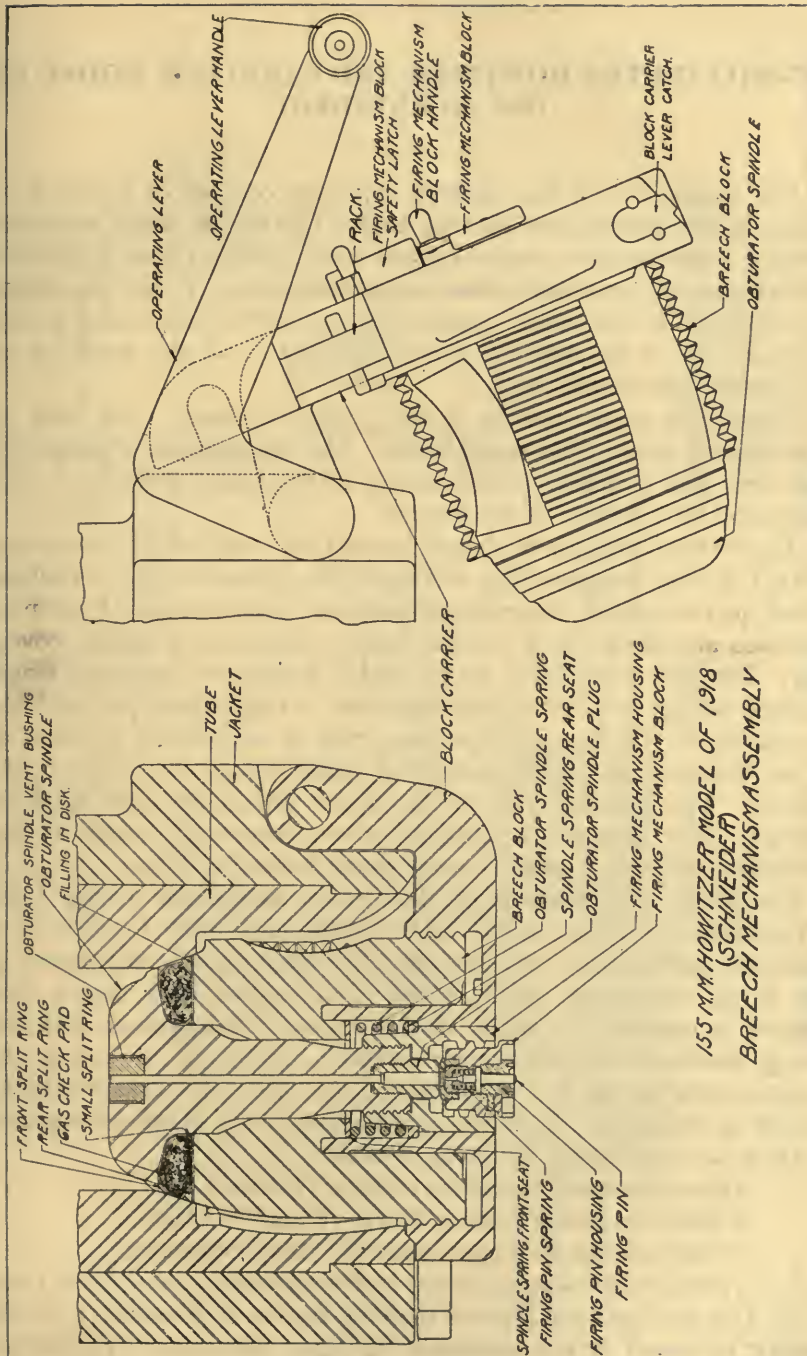 FRONT SPLIT RING
REAR SPLIT RING
GAS CHECK PAD
SMALL SPLIT RING
OBTURATOR SPINDLE VENT BUSHING
OBTURATOR SPINDLE
FILLING IN DISK.
TUBE
JACKET
BLOCK CARRIER
BREECH BLOCK
OBTURATOR SPINDLE SPRING
SPINDLE SPRING REAR SEAT
OBTURATOR SPINDLE PLUG
FIRING MECHANISM HOUSING
FIRING MECHANISM BLOCK
SPINDLE SPRING FRONT SEAT
FIRING PIN SPRING
FIRING PIN HOUSING
FIRING PIN
OPERATING LEVER
OPERATING LEVER HANDLE
RACK.
FIRING MECHANISM BLOCK
SAFETY LATCH
FIRING MECHANISM
BLOCK HANDLE
FIRING MECHANISM BLOCK
BLOCK CARRIER
LEVER CATCH.
BREECH BLOCK
OBTURATOR SPINDLE
155 M.M. HOWITZER MODEL OF 1918
(SCHNEIDER)
BREECH MECHANISM ASSEMBLY